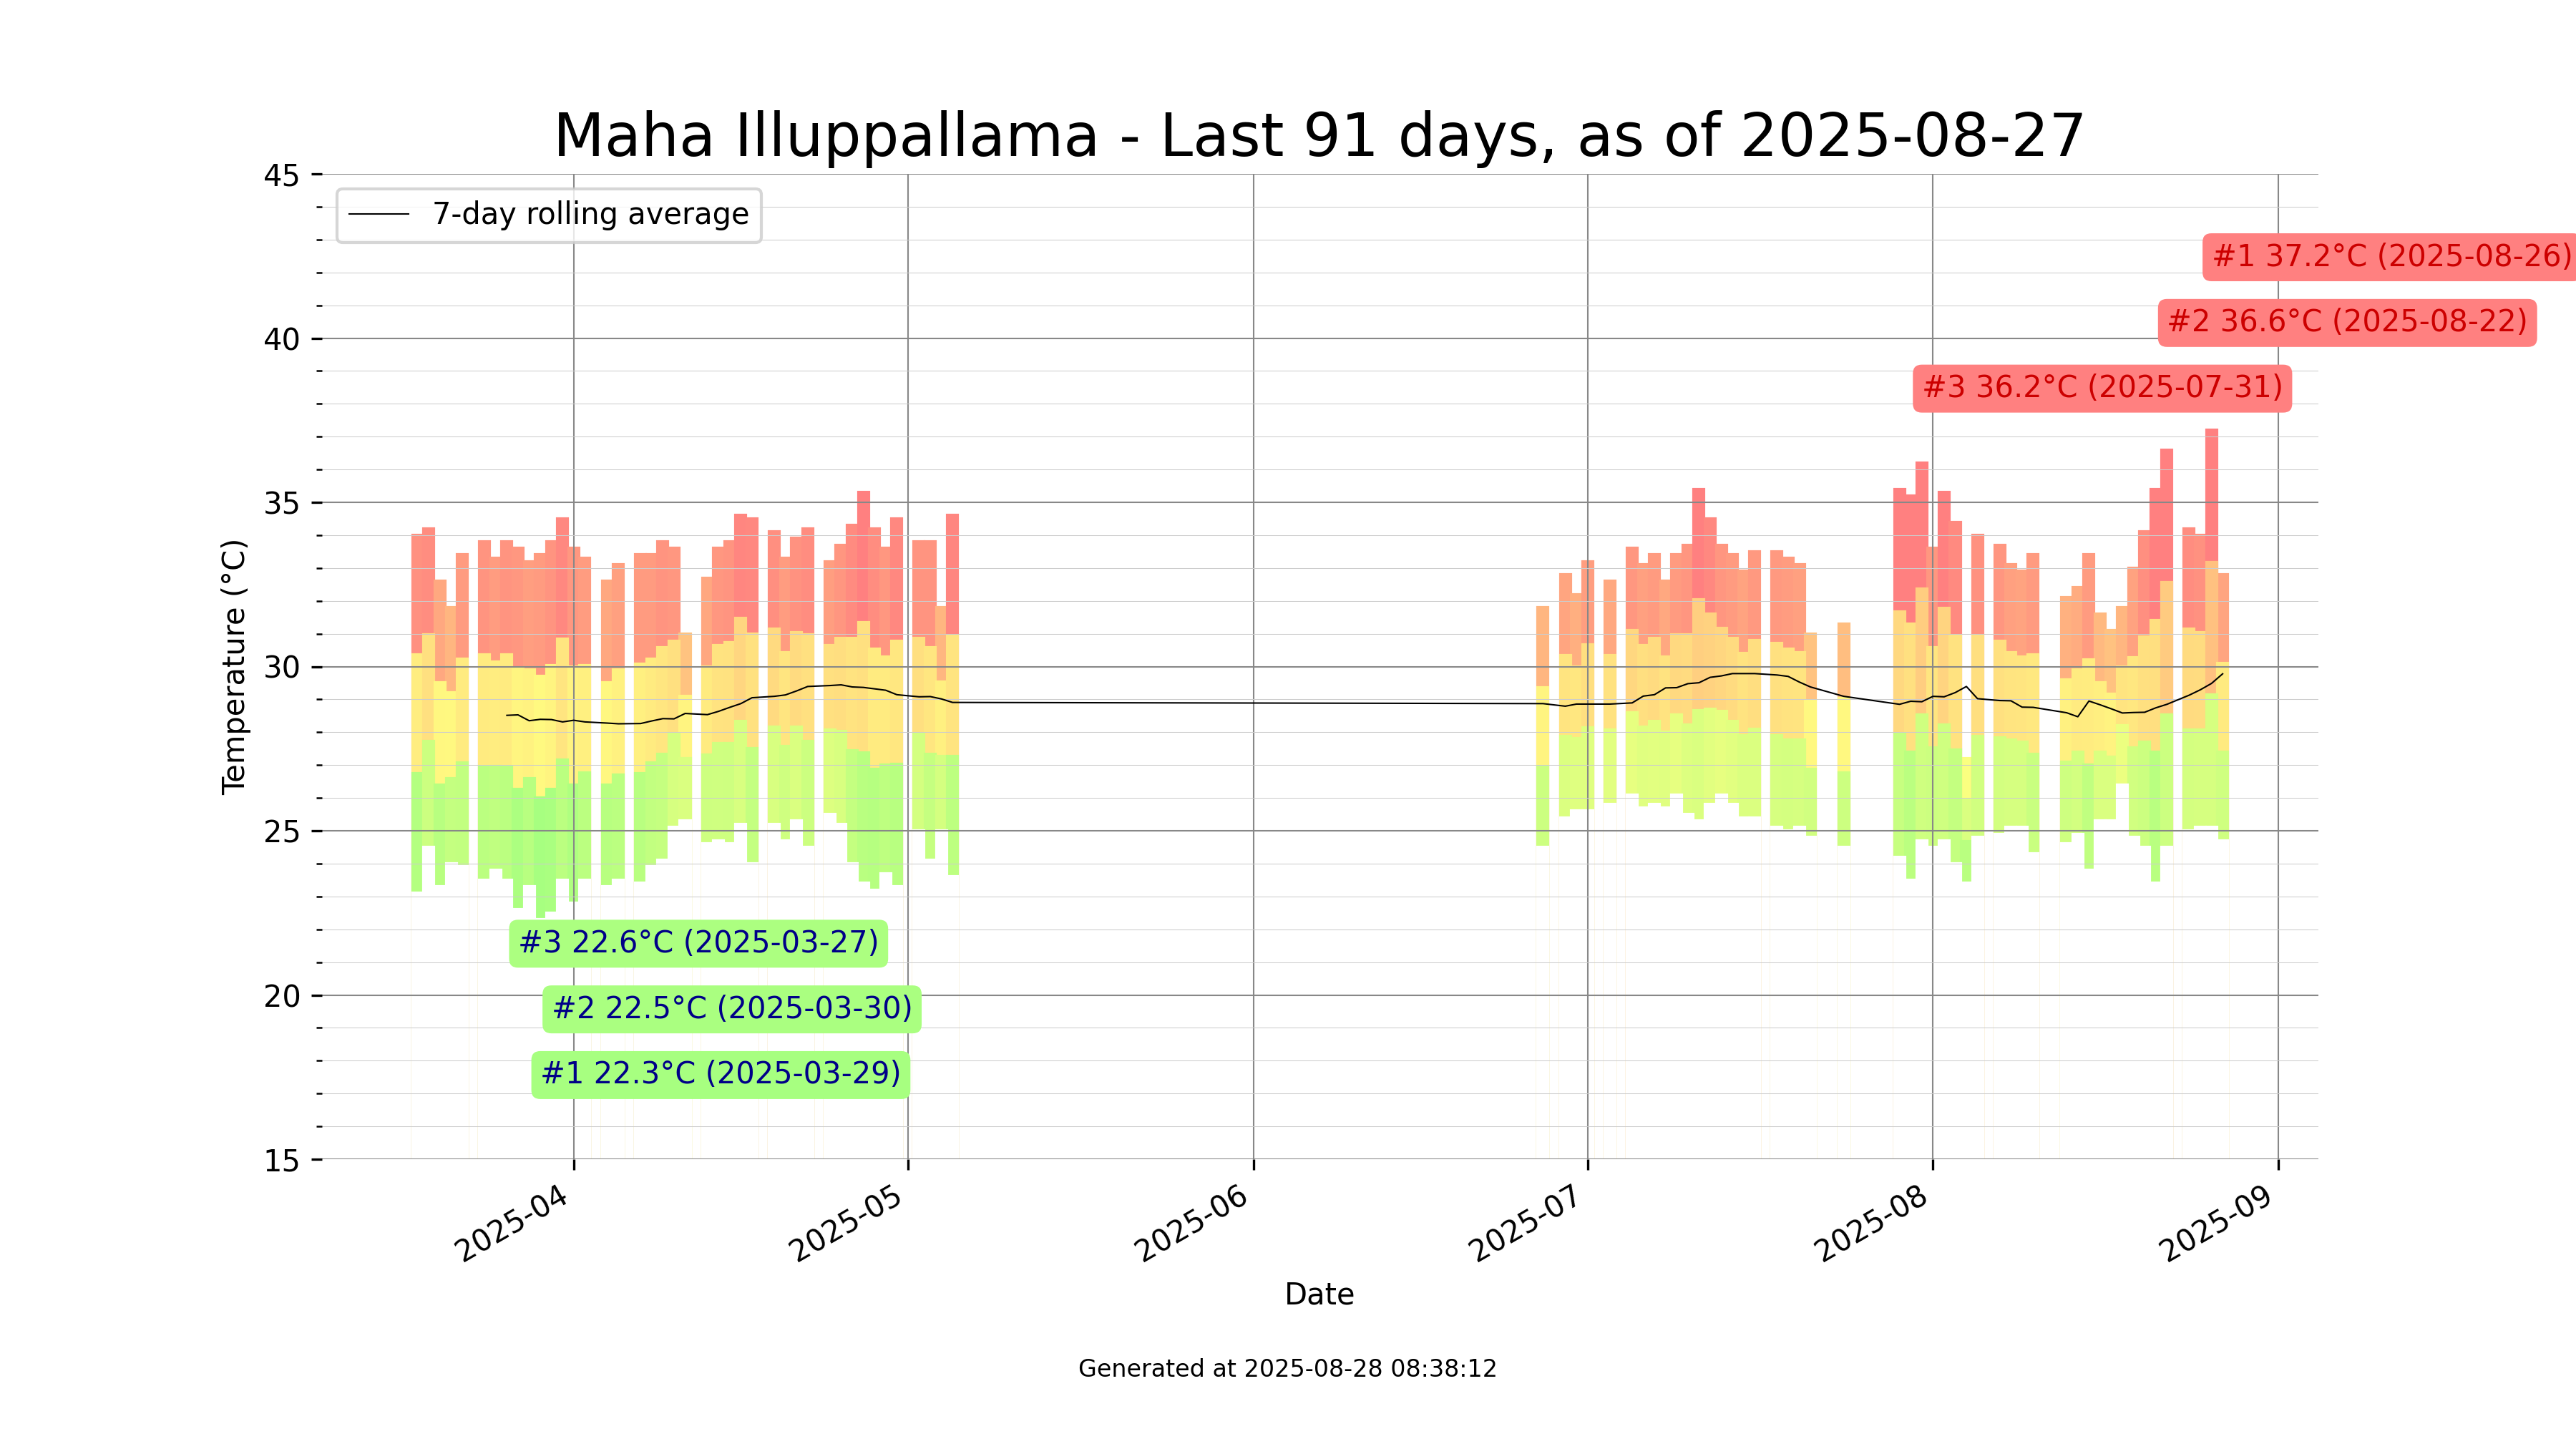 Maha Illuppallama - Last 91 days, as of 2025-08-27
7-day rolling average
#1 37.2°C (2025-08-26)
#2 36.6°C (2025-08-22)
#3 36.2°C (2025-07-31)
45
40
35
30
25
20
15
Temperature (°C)
#3 22.6°C (2025-03-27)
#2 22.5°C (2025-03-30)
#1 22.3°C (2025-03-29)
2025-04
2025-05
2025-06
2025-07
2025-08
2025-09
Date
Generated at 2025-08-28 08:38:12